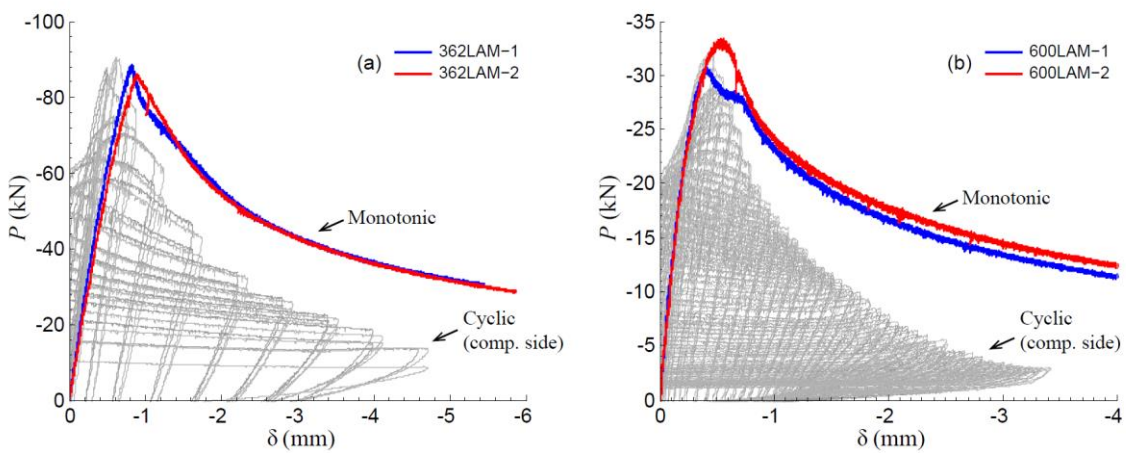 -100
-80
-60
-40
-20
0
P (kN)
0
-1
-2
-3
-4
-5
-6
δ (mm)
(a)
362LAM−1
362LAM−2
Monotonic
Cyclic
(comp. side)
-35
-30
-25
-20
-15
-10
-5
0
P (kN)
0
-1
-2
-3
-4
δ (mm)
(b)
600LAM−1
600LAM−2
Monotonic
Cyclic
(comp. side)